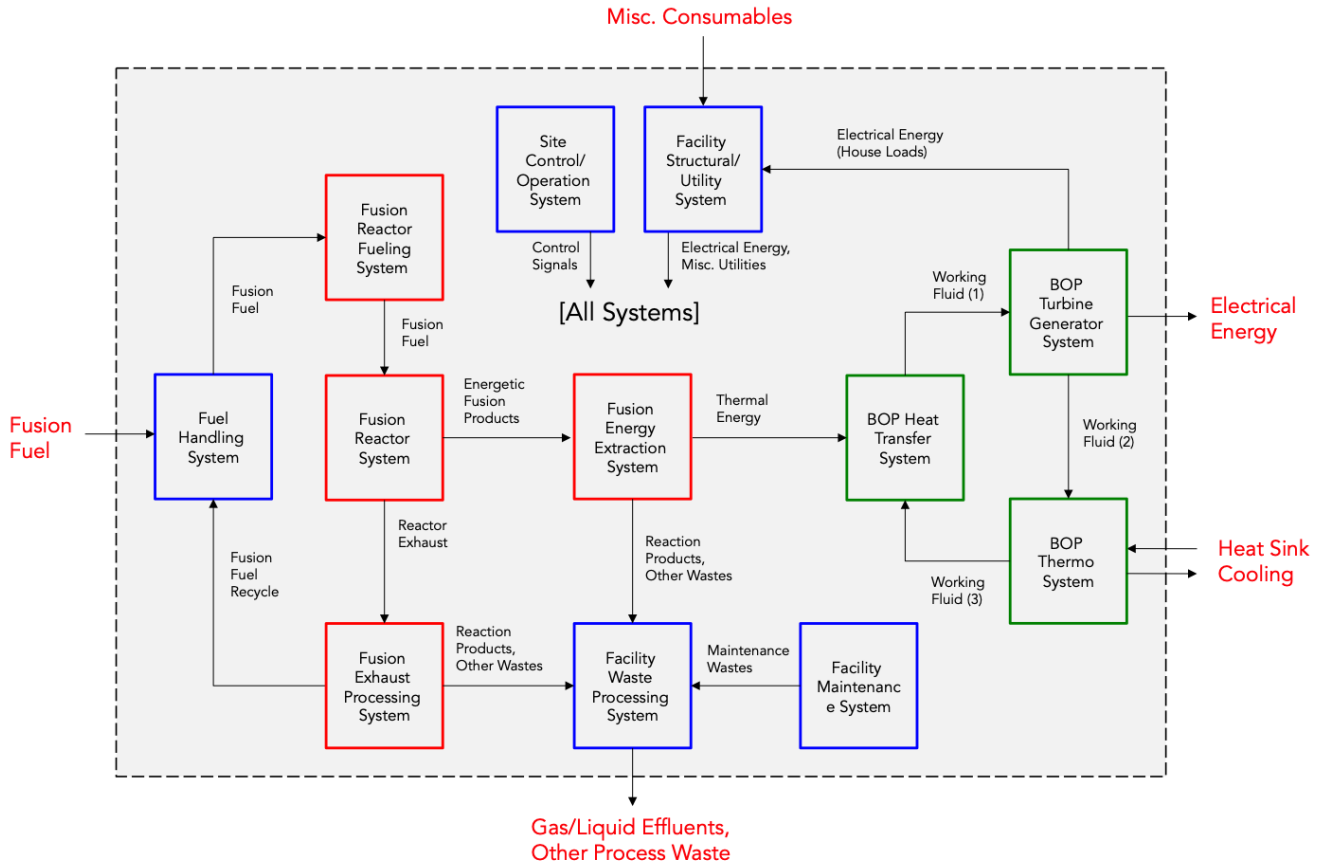 Misc. Consumables
Site
Control/
Operation
System
Facility
Structural/
Utility
System
Electrical Energy
(House Loads)
Fusion
Reactor
Fueling
System
Control
Signals
Electrical Energy,
Misc. Utilities
[All Systems]
Fusion
Fuel
Fusion
Fuel
Working
Fluid (1)
BOP
Turbine
Generator
System
Electrical
Energy
Fusion
Fuel
Fuel
Handling
System
Fusion
Reactor
System
Energetic
Fusion
Products
Fusion
Energy
Extraction
System
Thermal
Energy
BOP Heat
Transfer
System
Working
Fluid (2)
Reactor
Exhaust
Fusion
Fuel
Recycle
Reaction
Products,
Other Wastes
Working
Fluid (3)
BOP
Thermo
System
Heat Sink
Cooling
Fusion
Exhaust
Processing
System
Reaction
Products,
Other Wastes
Facility
Waste
Processing
System
Maintenance
Wastes
Facility
Maintenanc
e System
Gas/Liquid Effluents,
Other Process Waste